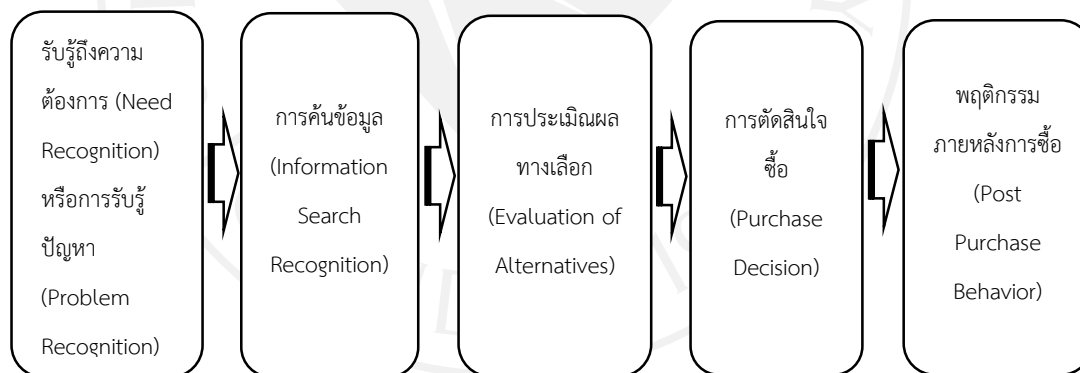 รับรู้ถึงความ
ต้องการ (Need
Recognition)
หรือการรับรู้
ปัญหา
(Problem
Recognition)
การค้นข้อมูล
(Information
Search
Recognition)
การประเมิณผล
ทางเลือก
(Evaluation of
Alternatives)
การตัดสินใจ
ซื้อ
(Purchase
Decision)
พฤติกรรม
ภายหลังการซื้อ
(Post
Purchase
Behavior)